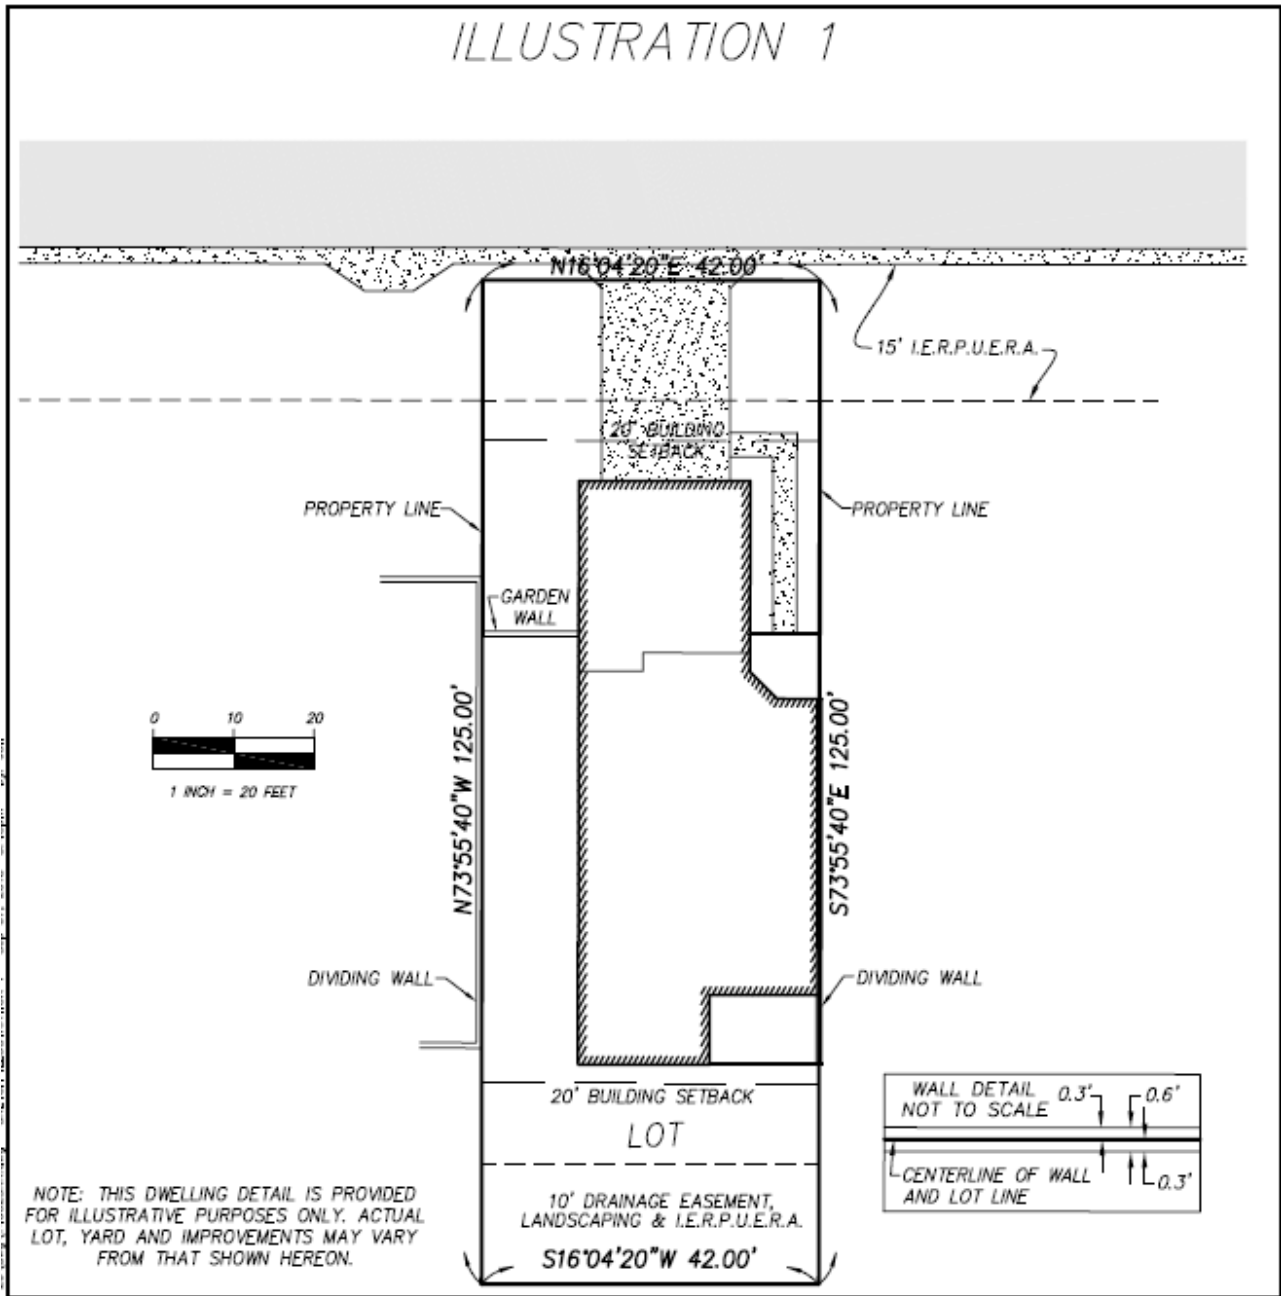 ILLUSTRATION 1
N16°04'20"E 42.00'
15' I.E.R.P.U.E.R.A.
20' BUILDING
SETBACK
PROPERTY LINE
PROPERTY LINE
GARDEN
WALL
0 10 20
1 INCH = 20 FEET
N73°55'40"W 125.00'
S73°55'40"E 125.00'
DIVIDING WALL
DIVIDING WALL
20' BUILDING SETBACK
LOT
WALL DETAIL
NOT TO SCALE
0.3'
0.6'
CENTERLINE OF WALL
AND LOT LINE
0.3'
NOTE: THIS DWELLING DETAIL IS PROVIDED
FOR ILLUSTRATIVE PURPOSES ONLY. ACTUAL
LOT, YARD AND IMPROVEMENTS MAY VARY
FROM THAT SHOWN HEREON.
10' DRAINAGE EASEMENT,
LANDSCAPING & I.E.R.P.U.E.R.A.
S16°04'20"W 42.00'